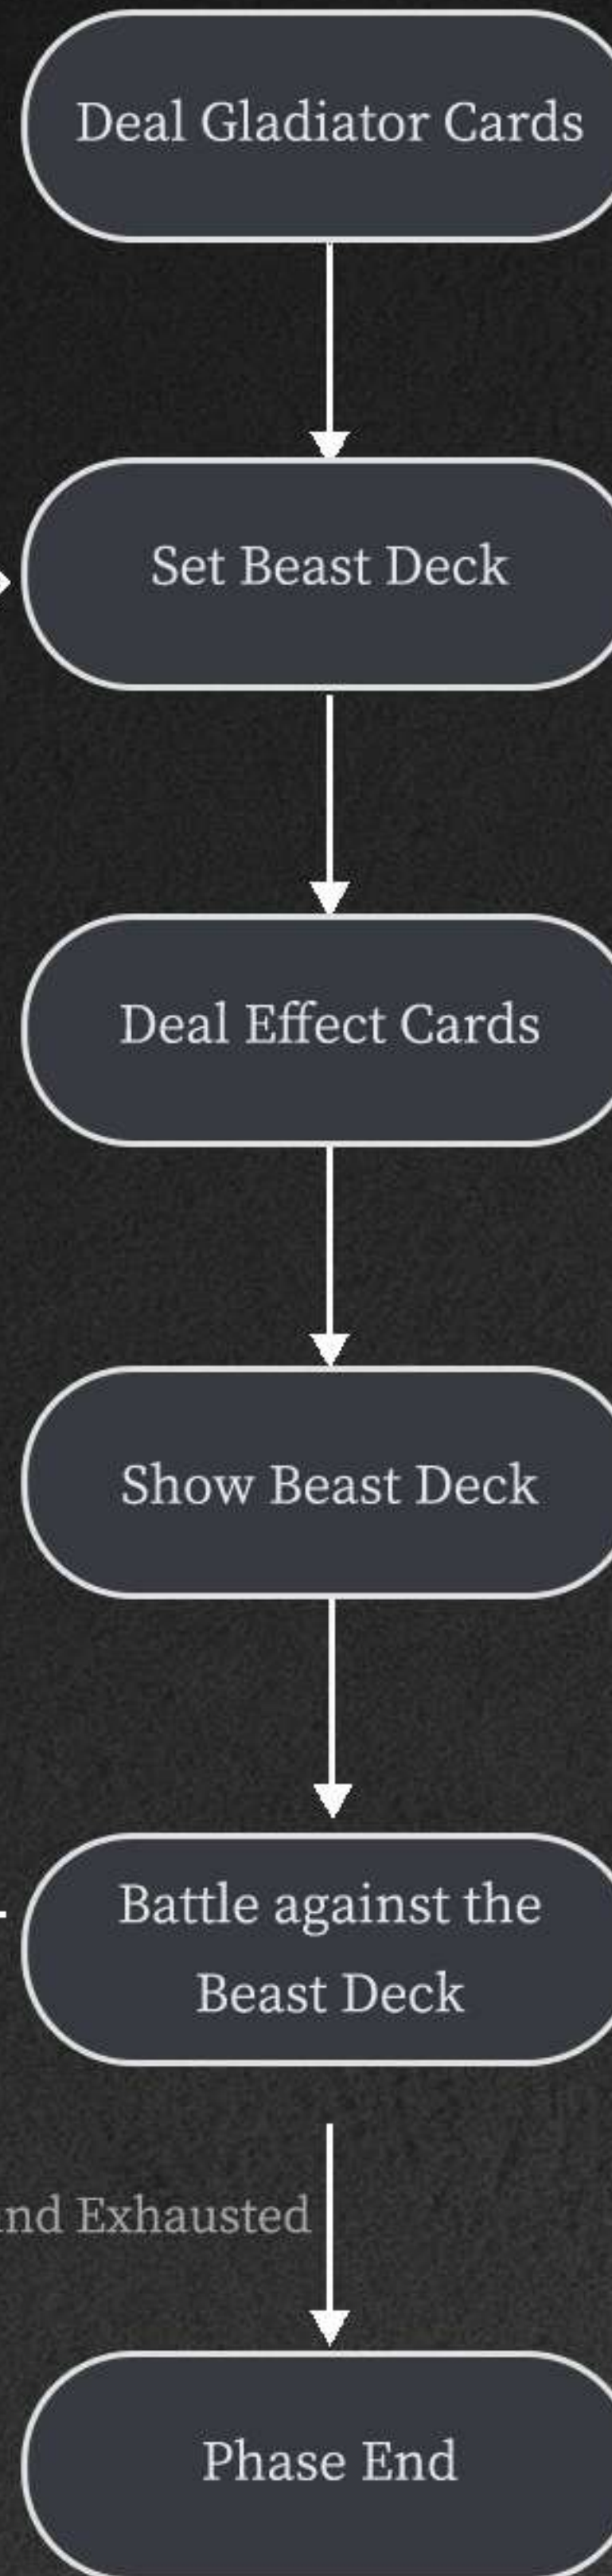 Deal Gladiator Cards
Set Beast Deck
Deal Effect Cards
Show Beast Deck
Battle against the
Beast Deck
Exhausted
Phase End